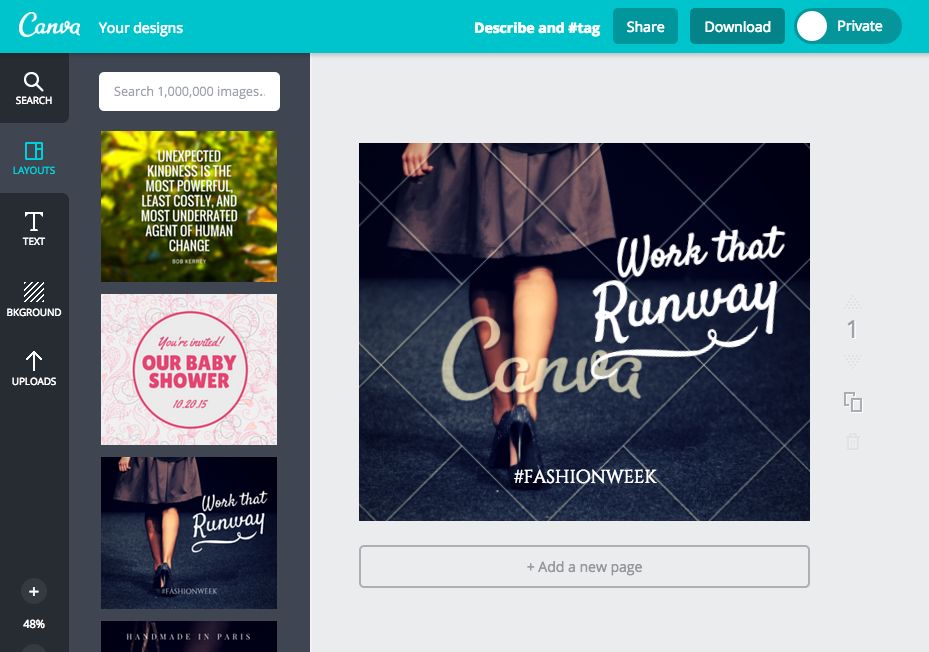 Canva
Your designs
Describe and #tag
Share
Download
Private
SEARCH
LAYOUTS
TEXT
BKGROUND
UPLOADS
+
48%
Search 1,000,000 images..
UNEXPECTED
KINDNESS IS THE
MOST POWERFUL,
LEAST COSTLY, AND
MOST UNDERRATED
AGENT OF HUMAN
CHANGE
BOB KERREY
You're invited!
OUR BABY
SHOWER
10.20.15
Work that
Runway
#FASHIONWEEK
HANDMADE IN PARIS
Work that
Runway
Canva
#FASHIONWEEK
1
+ Add a new page